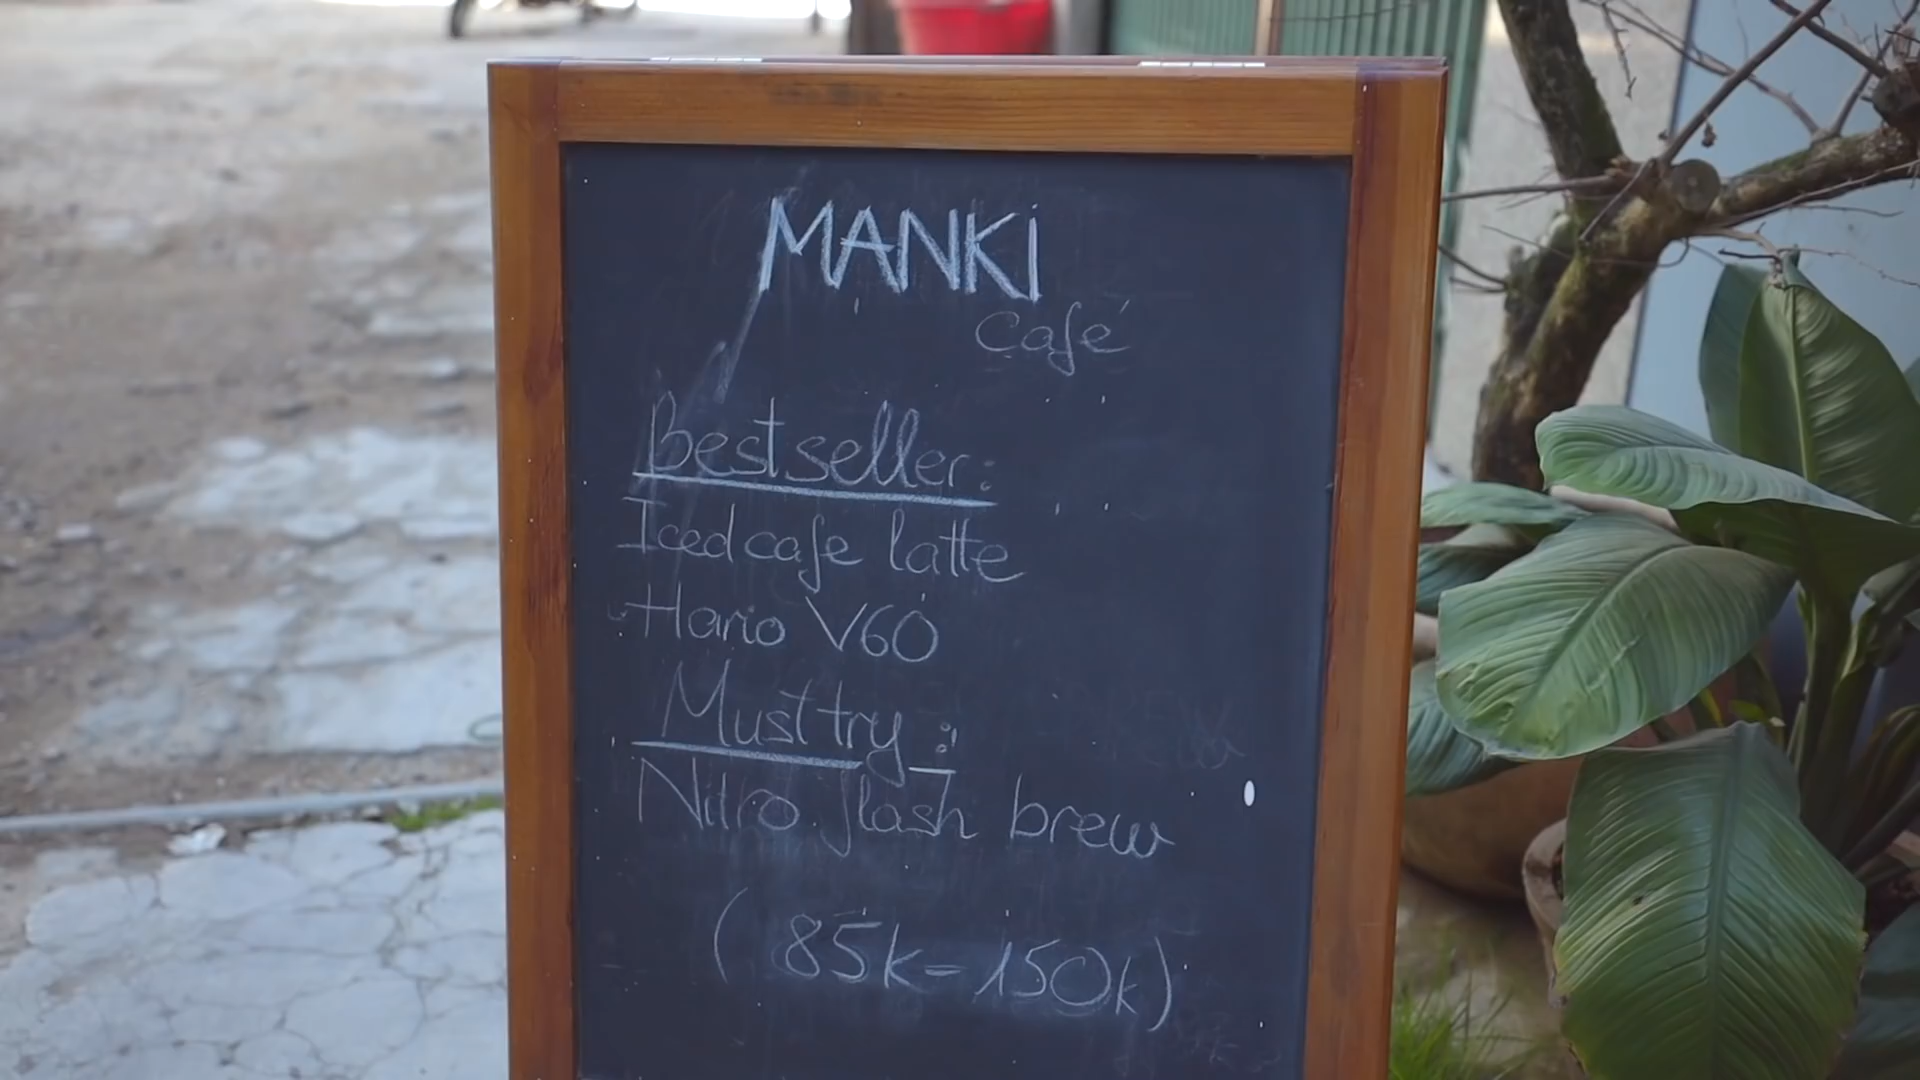 MANKi
Café
Bestseller:
Iced cafe latte
Hario V60
Must try :
Nitro flash brew
( 85k - 150k )